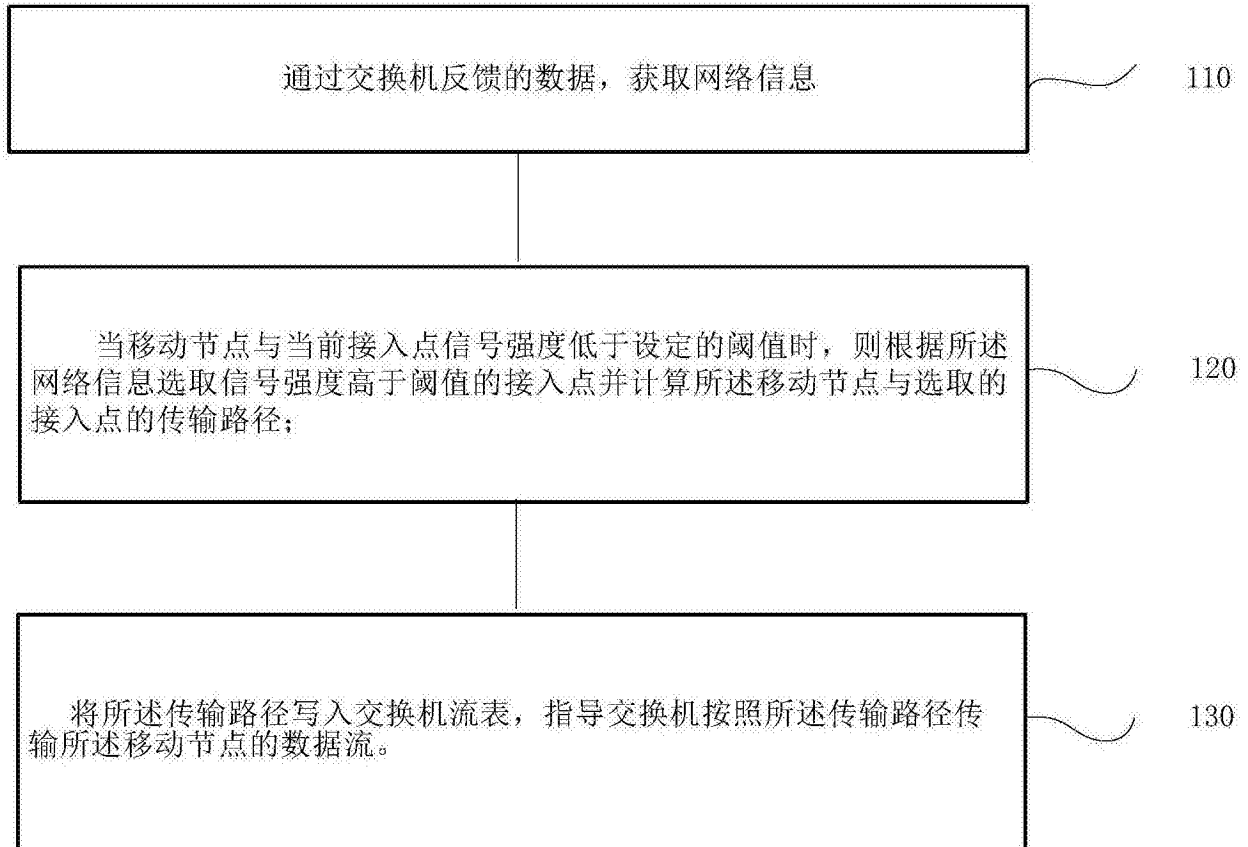 通过交换机反馈的数据，获取网络信息
110
当移动节点与当前接入点信号强度低于设定的阈值时，则根据所述
网络信息选取信号强度高于阈值的接入点并计算所述移动节点与选取的
接入点的传输路径；
120
将所述传输路径写入交换机流表，指导交换机按照所述传输路径传
输所述移动节点的数据流。
130